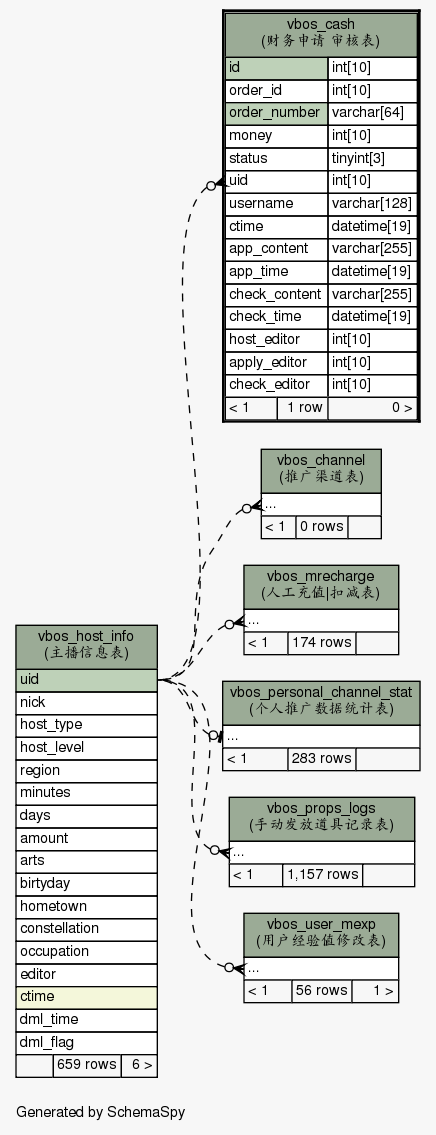 vbos_cash
(财务申请 审核表)
id int[10]
order_id int[10]
order_number varchar[64]
money int[10]
status tinyint[3]
uid int[10]
username varchar[128]
ctime datetime[19]
app_content varchar[255]
app_time datetime[19]
check_content varchar[255]
check_time datetime[19]
host_editor int[10]
apply_editor int[10]
check_editor int[10]
< 1 1 row 0 >
vbos_channel
(推广渠道表)
...
< 1 0 rows
vbos_mrecharge
(人工充值|扣减表)
...
< 1 174 rows
vbos_host_info
(主播信息表)
uid
nick
host_type
host_level
region
minutes
days
amount
arts
birtyday
hometown
constellation
occupation
editor
ctime
dml_time
dml_flag
659 rows 6 >
vbos_personal_channel_stat
(个人推广数据统计表)
...
< 1 283 rows
vbos_props_logs
(手动发放道具记录表)
...
< 1 1,157 rows
vbos_user_mexp
(用户经验值修改表)
...
< 1 56 rows 1 >
Generated by SchemaSpy